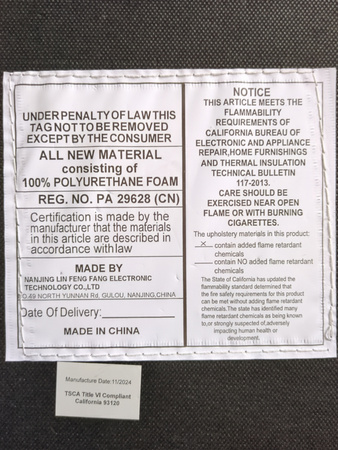 UNDER PENALTY OF LAW THIS
TAG NOT TO BE REMOVED
EXCEPT BY THE CONSUMER
ALL NEW MATERIAL
consisting of
100% POLYURETHANE FOAM
REG. NO. PA 29628 (CN)
Certification is made by the
manufacturer that the materials
in this article are described in
accordance with law
MADE BY
NANJING LIN FENG FANG ELECTRONIC
TECHNOLOGY CO.,LTD
NO.49 NORTH YUNNAN Rd, GULOU, NANJING,CHINA
Date Of Delivery:
MADE IN CHINA
NOTICE
THIS ARTICLE MEETS THE
FLAMMABILITY
REQUIREMENTS OF
CALIFORNIA BUREAU OF
ELECTRONIC AND APPLIANCE
REPAIR,HOME FURNISHINGS
AND THERMAL INSULATION
TECHNICAL BULLETIN
117-2013.
CARE SHOULD BE
EXERCISED NEAR OPEN
FLAME OR WITH BURNING
CIGARETTES.
The upholstery materials in this product:
X contain added flame retardant
chemicals
contain NO added flame retardant
chemicals
The State of California has updated the
flammability standard determined that
the fire safety requirements for this product
can be met without adding flame retardant
chemicals.The state has identified many
flame retardant chemicals as being known
to,or strongly suspected of,adversely
impacting human health or
development.
Manufacture Date:11/2024
TSCA Title VI Compliant
California 93120